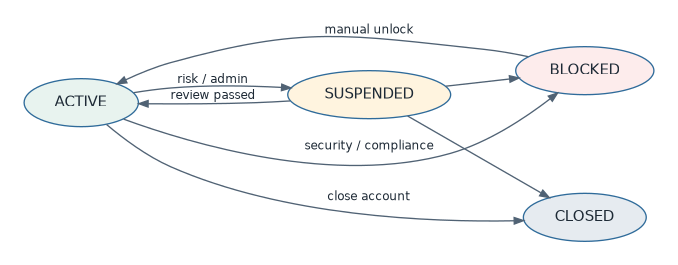 manual unlock
BLOCKED
risk / admin
ACTIVE
SUSPENDED
review passed
security / compliance
close account
CLOSED